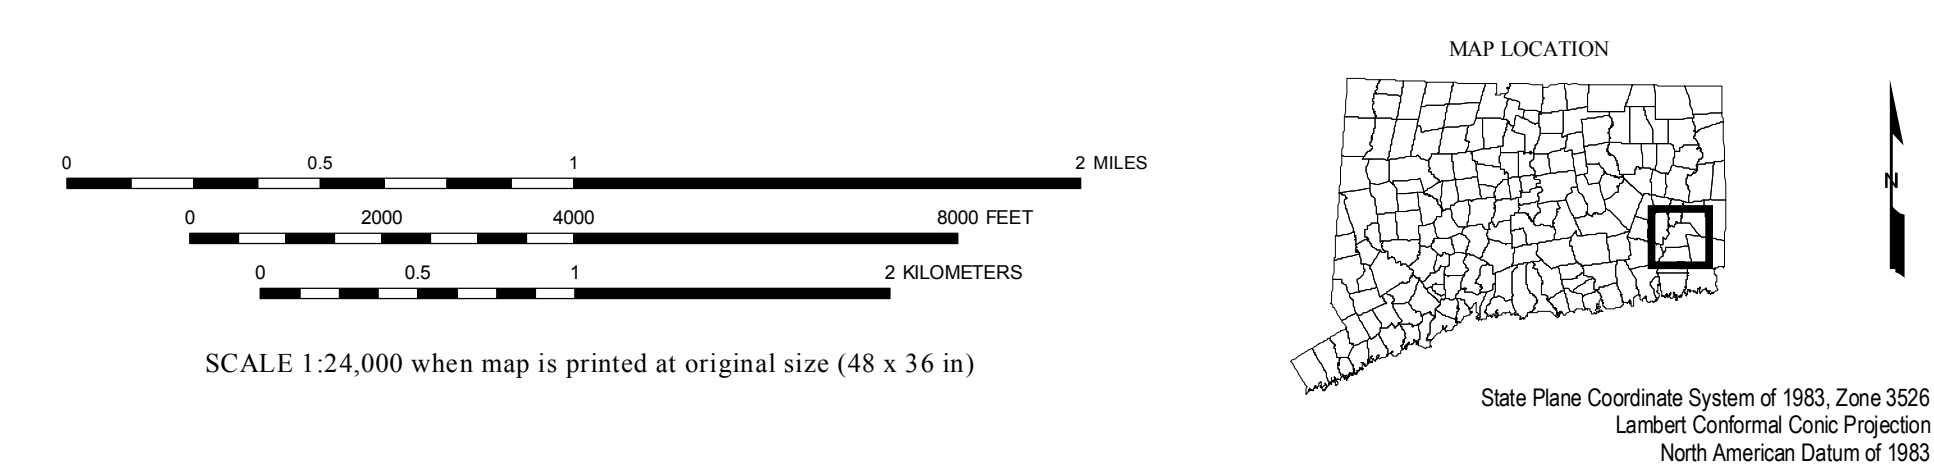 0 0.5 1 2 MILES
0 2000 4000 8000 FEET
0 0.5 1 2 KILOMETERS
SCALE 1:24,000 when map is printed at original size (48 x 36 in)
MAP LOCATION
N
State Plane Coordinate System of 1983, Zone 3526
Lambert Conformal Conic Projection
North American Datum of 1983